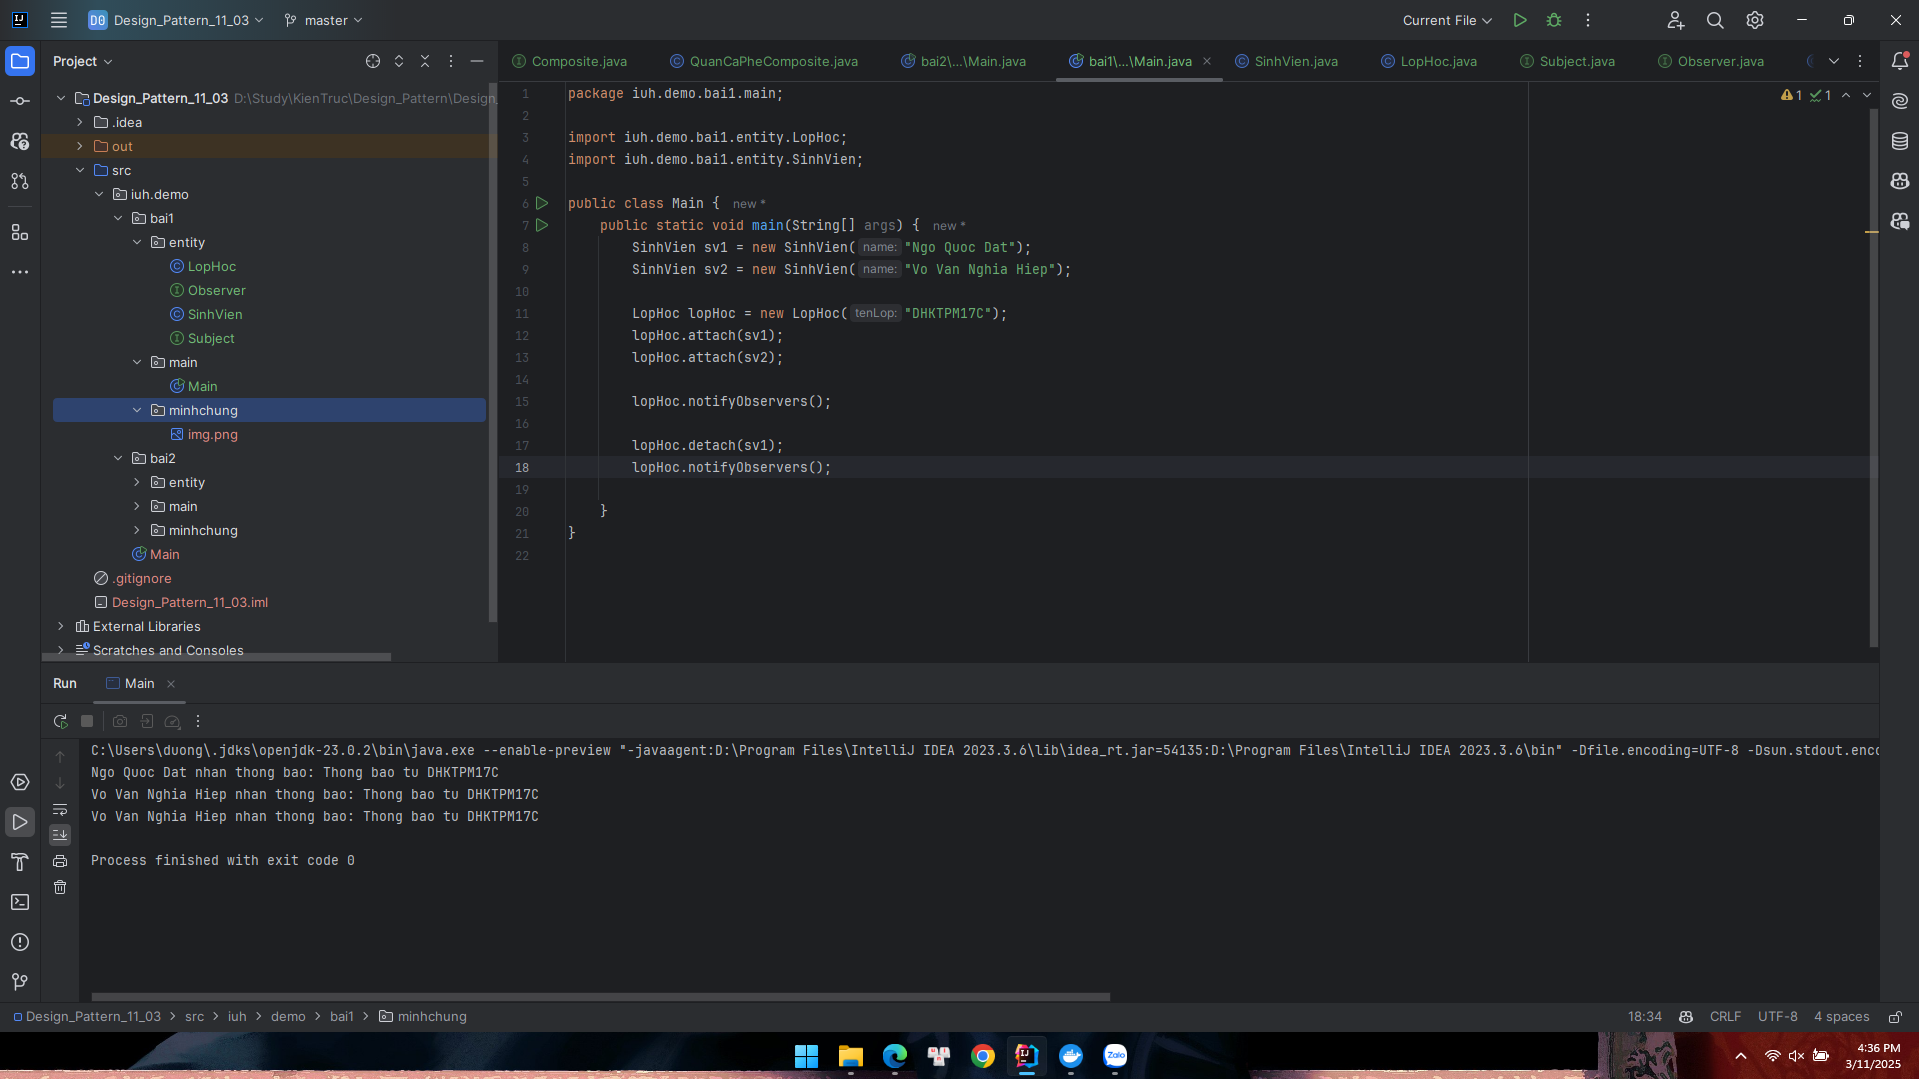 D0 Design_Pattern_11_03 master Current File
Project
Composite.java QuanCaPheComposite.java bai2\...\Main.java bai1\...\Main.java SinhVien.java LopHoc.java Subject.java Observer.java
Design_Pattern_11_03 D:\Study\KienTruc\Design_Pattern\Design_
.idea
out
src
iuh.demo
bai1
entity
LopHoc
Observer
SinhVien
Subject
main
Main
minhchung
img.png
bai2
entity
main
minhchung
Main
.gitignore
Design_Pattern_11_03.iml
External Libraries
Scratches and Consoles
1 package iuh.demo.bai1.main;
2
3 import iuh.demo.bai1.entity.LopHoc;
4 import iuh.demo.bai1.entity.SinhVien;
5
6 public class Main { new *
7 public static void main(String[] args) { new *
8 SinhVien sv1 = new SinhVien( name: "Ngo Quoc Dat");
9 SinhVien sv2 = new SinhVien( name: "Vo Van Nghia Hiep");
10
11 LopHoc lopHoc = new LopHoc( tenLop: "DHKTPM17C");
12 lopHoc.attach(sv1);
13 lopHoc.attach(sv2);
14
15 lopHoc.notifyObservers();
16
17 lopHoc.detach(sv1);
18 lopHoc.notifyObservers();
19
20 }
21 }
22
1 1
Run Main
C:\Users\duong\.jdks\openjdk-23.0.2\bin\java.exe --enable-preview "-javaagent:D:\Program Files\IntelliJ IDEA 2023.3.6\lib\idea_rt.jar=54135:D:\Program Files\IntelliJ IDEA 2023.3.6\bin" -Dfile.encoding=UTF-8 -Dsun.stdout.enco
Ngo Quoc Dat nhan thong bao: Thong bao tu DHKTPM17C
Vo Van Nghia Hiep nhan thong bao: Thong bao tu DHKTPM17C
Vo Van Nghia Hiep nhan thong bao: Thong bao tu DHKTPM17C
Process finished with exit code 0
Design_Pattern_11_03 > src > iuh > demo > bai1 > minhchung
18:34 CRLF UTF-8 4 spaces
Zalo
4:36 PM
3/11/2025